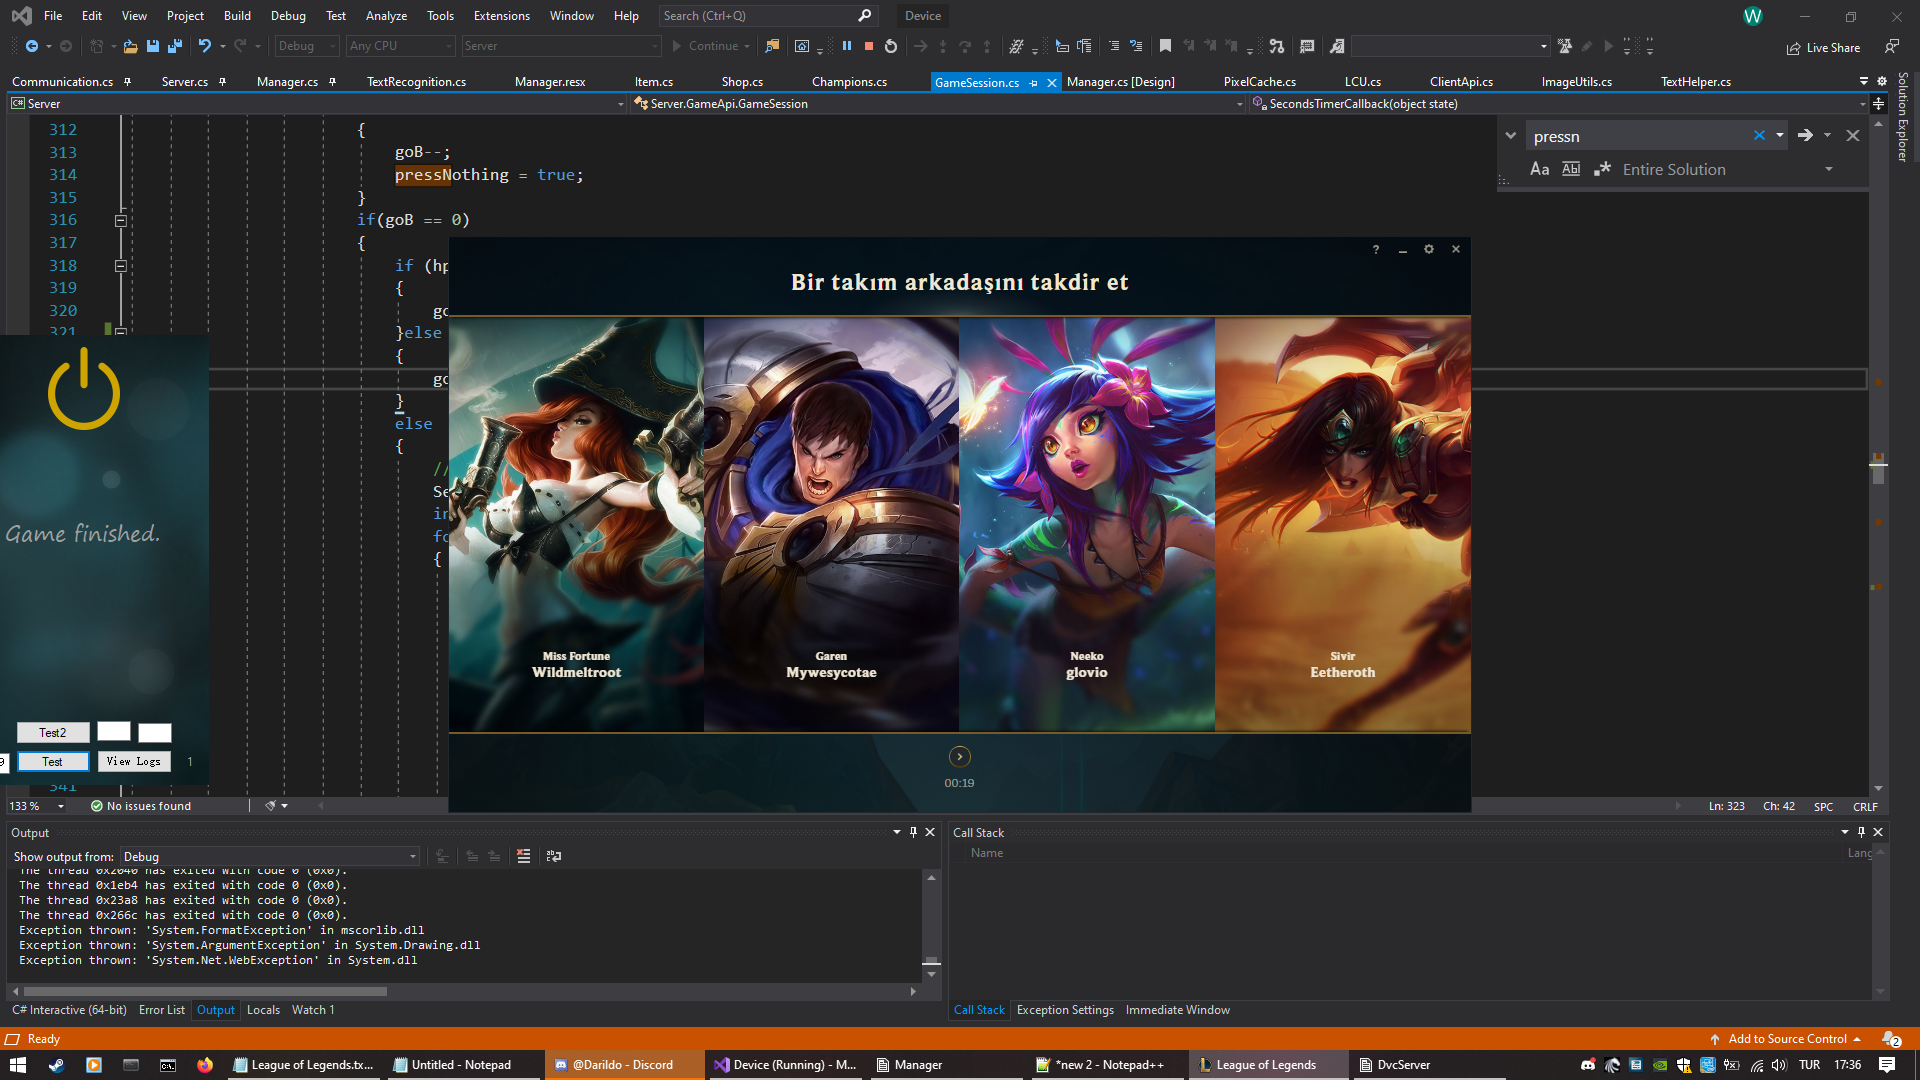 File Edit View Project Build Debug Test Analyze Tools Extensions Window Help Search (Ctrl+Q) Device W
Debug Any CPU Server Continue Live Share
Communication.cs Server.cs Manager.cs TextRecognition.cs Manager.resx Item.cs Shop.cs Champions.cs GameSession.cs Manager.cs [Design] PixelCache.cs LCU.cs ClientApi.cs ImageUtils.cs TextHelper.cs
Solution Explorer
Server Server.GameApi.GameSession SecondsTimerCallback(object state)
pressn
Aa Abl Entire Solution
312 {
313 goB--;
314 pressNothing = true;
315 }
316 if(goB == 0)
317 {
318 if (hp
319 {
320 go
321 }else
{
go
}
else
{
//
Se
in
fo
{
341
Game finished.
Test2
9 Test View Logs 1
?
Bir takım arkadaşını takdir et
Miss Fortune
Wildmeltroot
Garen
Mywesycotae
Neeko
glovio
Sivir
Eetheroth
00:19
133 % No issues found Ln: 323 Ch: 42 SPC CRLF
Output
Show output from: Debug
The thread 0x2040 has exited with code 0 (0x0).
The thread 0x1eb4 has exited with code 0 (0x0).
The thread 0x23a8 has exited with code 0 (0x0).
The thread 0x266c has exited with code 0 (0x0).
Exception thrown: 'System.FormatException' in mscorlib.dll
Exception thrown: 'System.ArgumentException' in System.Drawing.dll
Exception thrown: 'System.Net.WebException' in System.dll
Call Stack
Name Lang
C# Interactive (64-bit) Error List Output Locals Watch 1
Call Stack Exception Settings Immediate Window
Ready Add to Source Control 2
League of Legends.tx... Untitled - Notepad @Darildo - Discord Device (Running) - M... Manager *new 2 - Notepad++ League of Legends DvcServer TUR 17:36